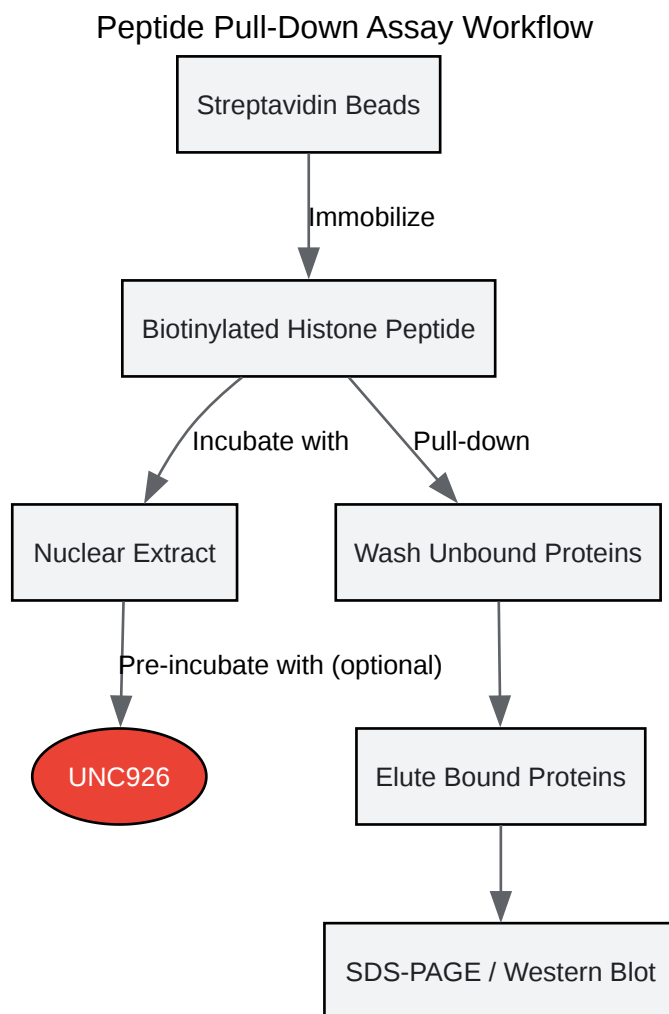 Peptide Pull-Down Assay Workflow
Streptavidin Beads
Immobilize
Biotinylated Histone Peptide
Incubate with
Pull-down
Nuclear Extract
Wash Unbound Proteins
Pre-incubate with (optional)
UNC926
Elute Bound Proteins
SDS-PAGE / Western Blot